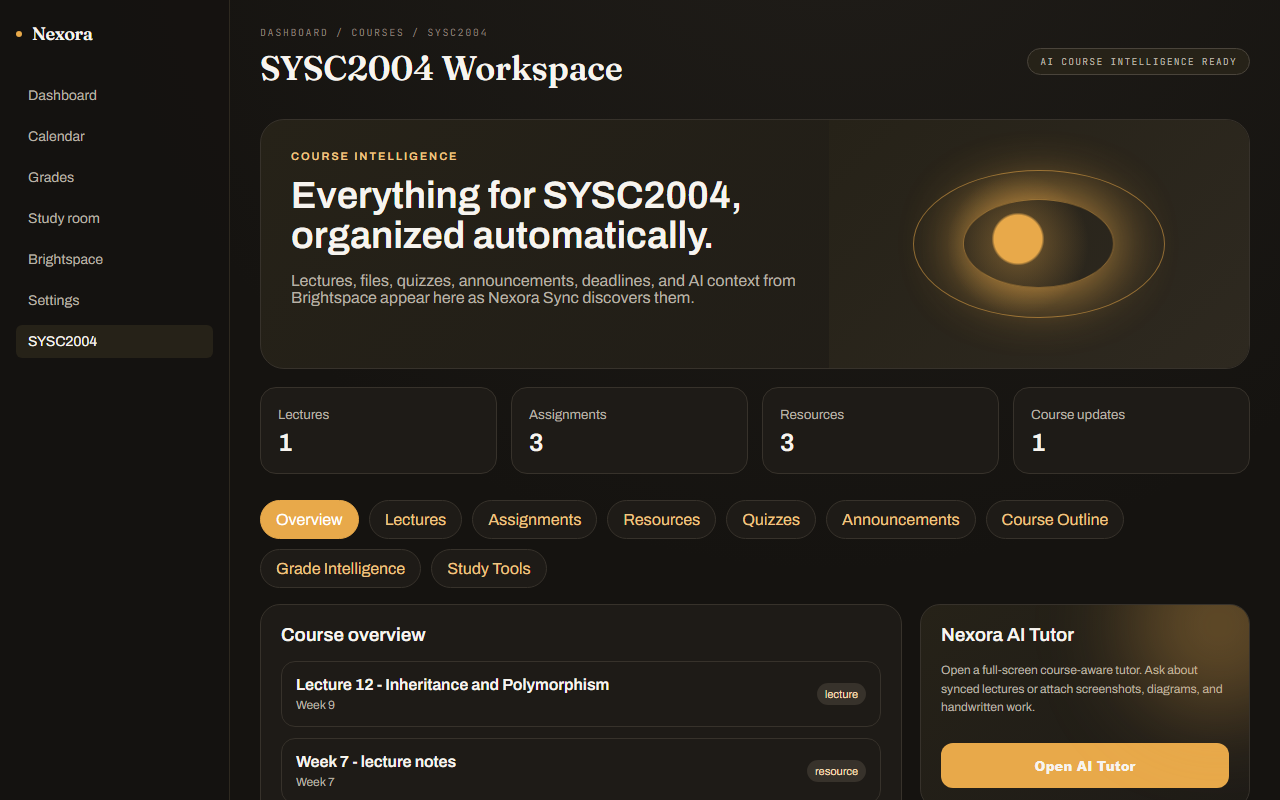 Nexora
Dashboard
Calendar
Grades
Study room
Brightspace
Settings
SYSC2004
DASHBOARD / COURSES / SYSC2004
SYSC2004 Workspace
AI COURSE INTELLIGENCE READY
COURSE INTELLIGENCE
Everything for SYSC2004,
organized automatically.
Lectures, files, quizzes, announcements, deadlines, and AI context from
Brightspace appear here as Nexora Sync discovers them.
Lectures
1
Assignments
3
Resources
3
Course updates
1
Overview
Lectures
Assignments
Resources
Quizzes
Announcements
Course Outline
Grade Intelligence
Study Tools
Course overview
Lecture 12 - Inheritance and Polymorphism
Week 9
lecture
Week 7 - lecture notes
Week 7
resource
Nexora AI Tutor
Open a full-screen course-aware tutor. Ask about
synced lectures or attach screenshots, diagrams, and
handwritten work.
Open AI Tutor